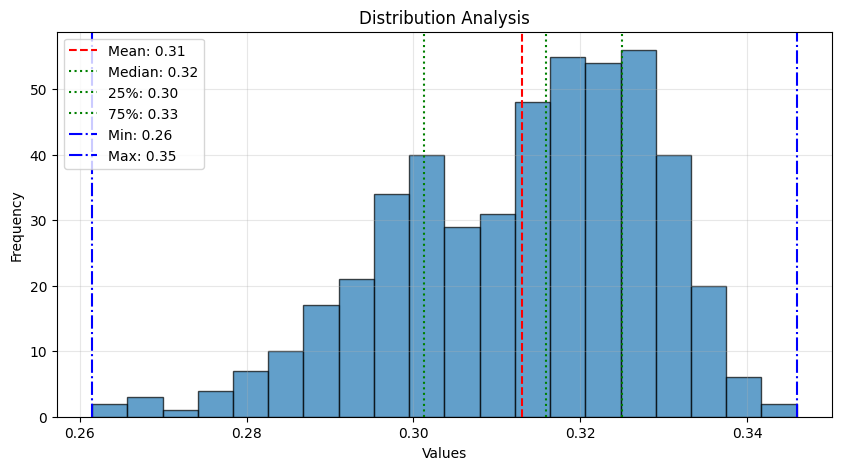 Distribution Analysis
Mean: 0.31
Median: 0.32
25%: 0.30
75%: 0.33
Min: 0.26
Max: 0.35
Frequency
50
40
30
20
10
0
0.26 0.28 0.30 0.32 0.34
Values